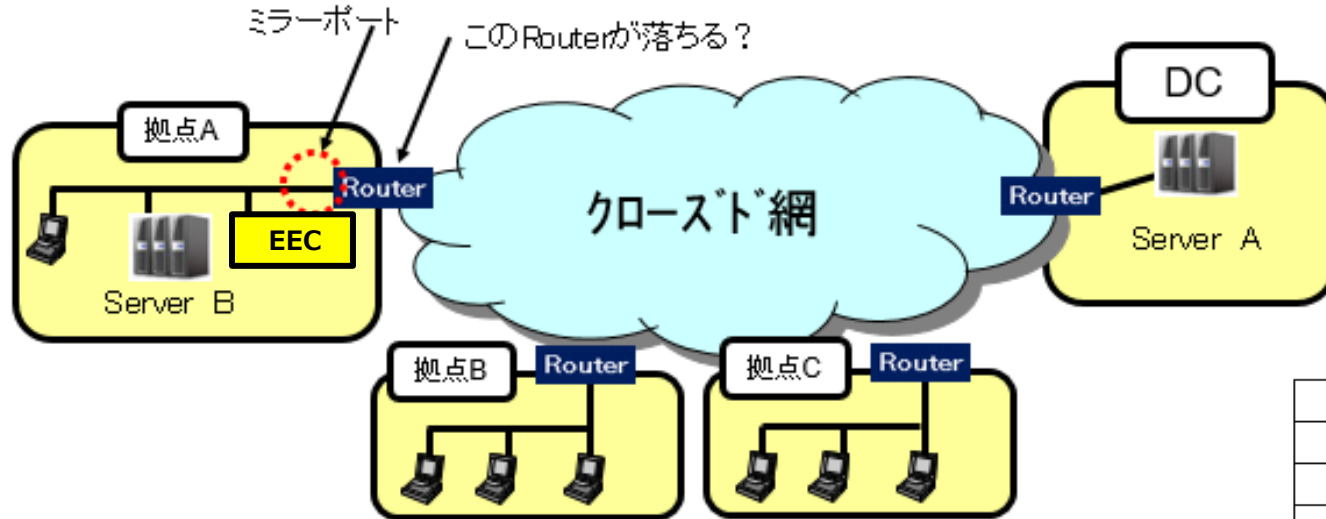 ミラーポート
このRouterが落ちる？
DC
拠点A
Router
クローズド網
Router
EEC
Server A
Server B
拠点B
Router
拠点C
Router